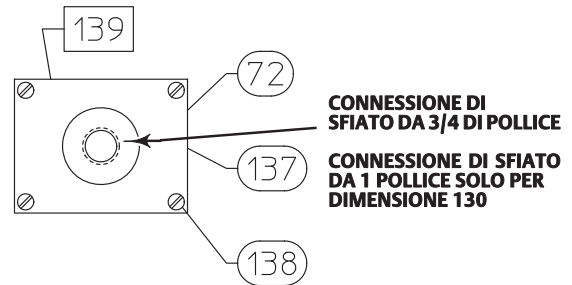 139
72
CONNESSIONE DI
SFIATO DA 3/4 DI POLLICE
137
CONNESSIONE DI SFIATO
DA 1 POLLICE SOLO PER
DIMENSIONE 130
138